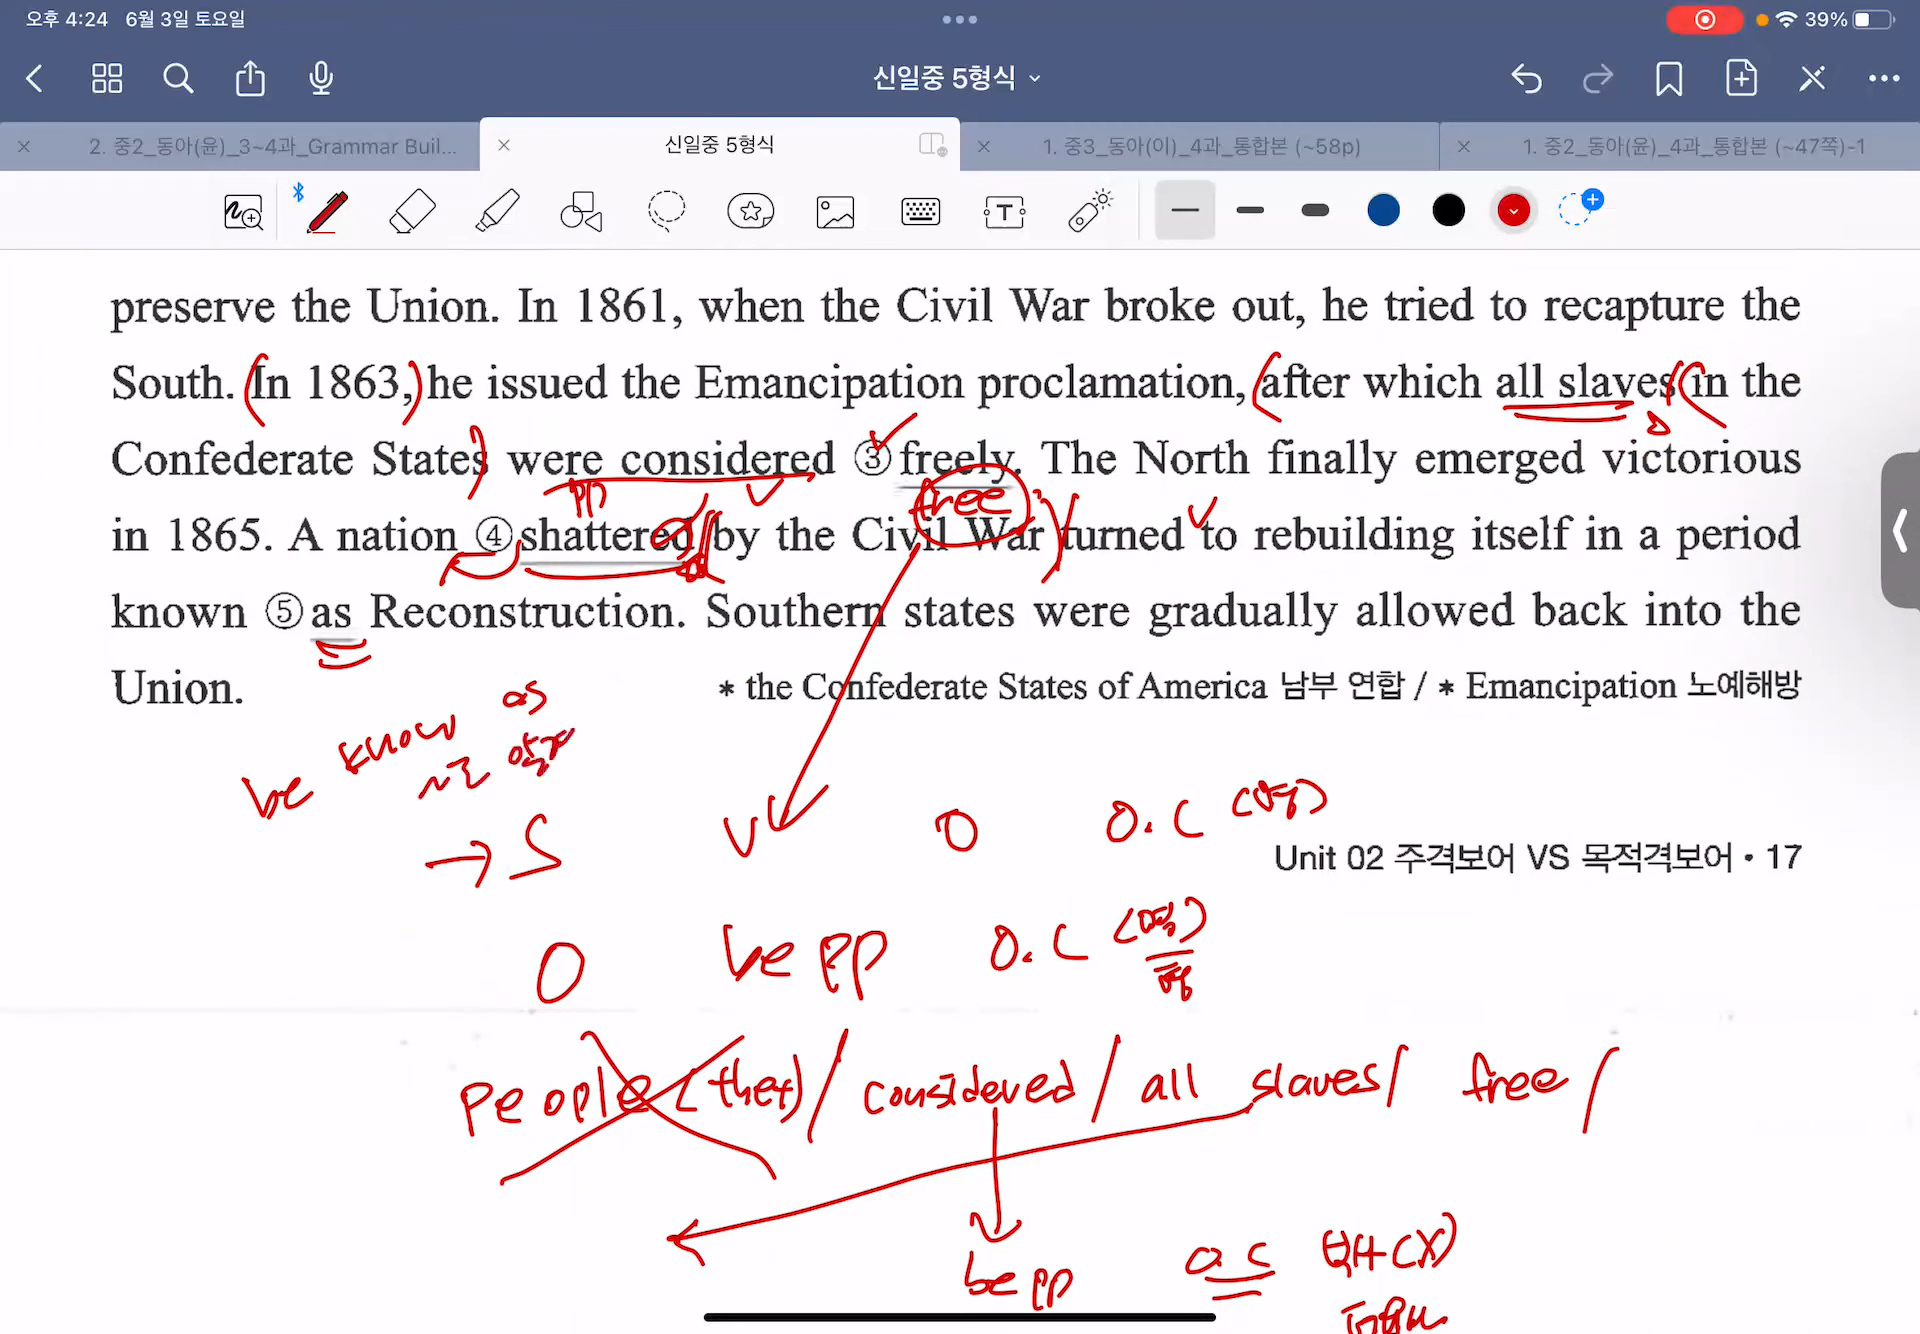 오후 4:24 6월 3일 토요일
39%
신일중 5형식
2. 중2_동아(윤)_3~4과_Grammar Buil...
신일중 5형식
1. 중3_동아(이)_4과_통합본 (~58p)
1. 중2_동아(윤)_4과_통합본 (~47쪽)-1
preserve the Union. In 1861, when the Civil War broke out, he tried to recapture the
South. (In 1863,) he issued the Emancipation proclamation, (after which all slaves (in the
Confederate States) were considered ③ freely. The North finally emerged victorious
pp
free
in 1865. A nation ④ shattered by the Civil War) turned to rebuilding itself in a period
known ⑤ as Reconstruction. Southern states were gradually allowed back into the
Union.
* the Confederate States of America 남부 연합 / * Emancipation 노예해방
be know as
~로
→ S V O O.C
Unit 02 주격보어 VS 목적격보어 • 17
O be pp O.C
People (they) / considered / all slaves / free /
be pp O.C